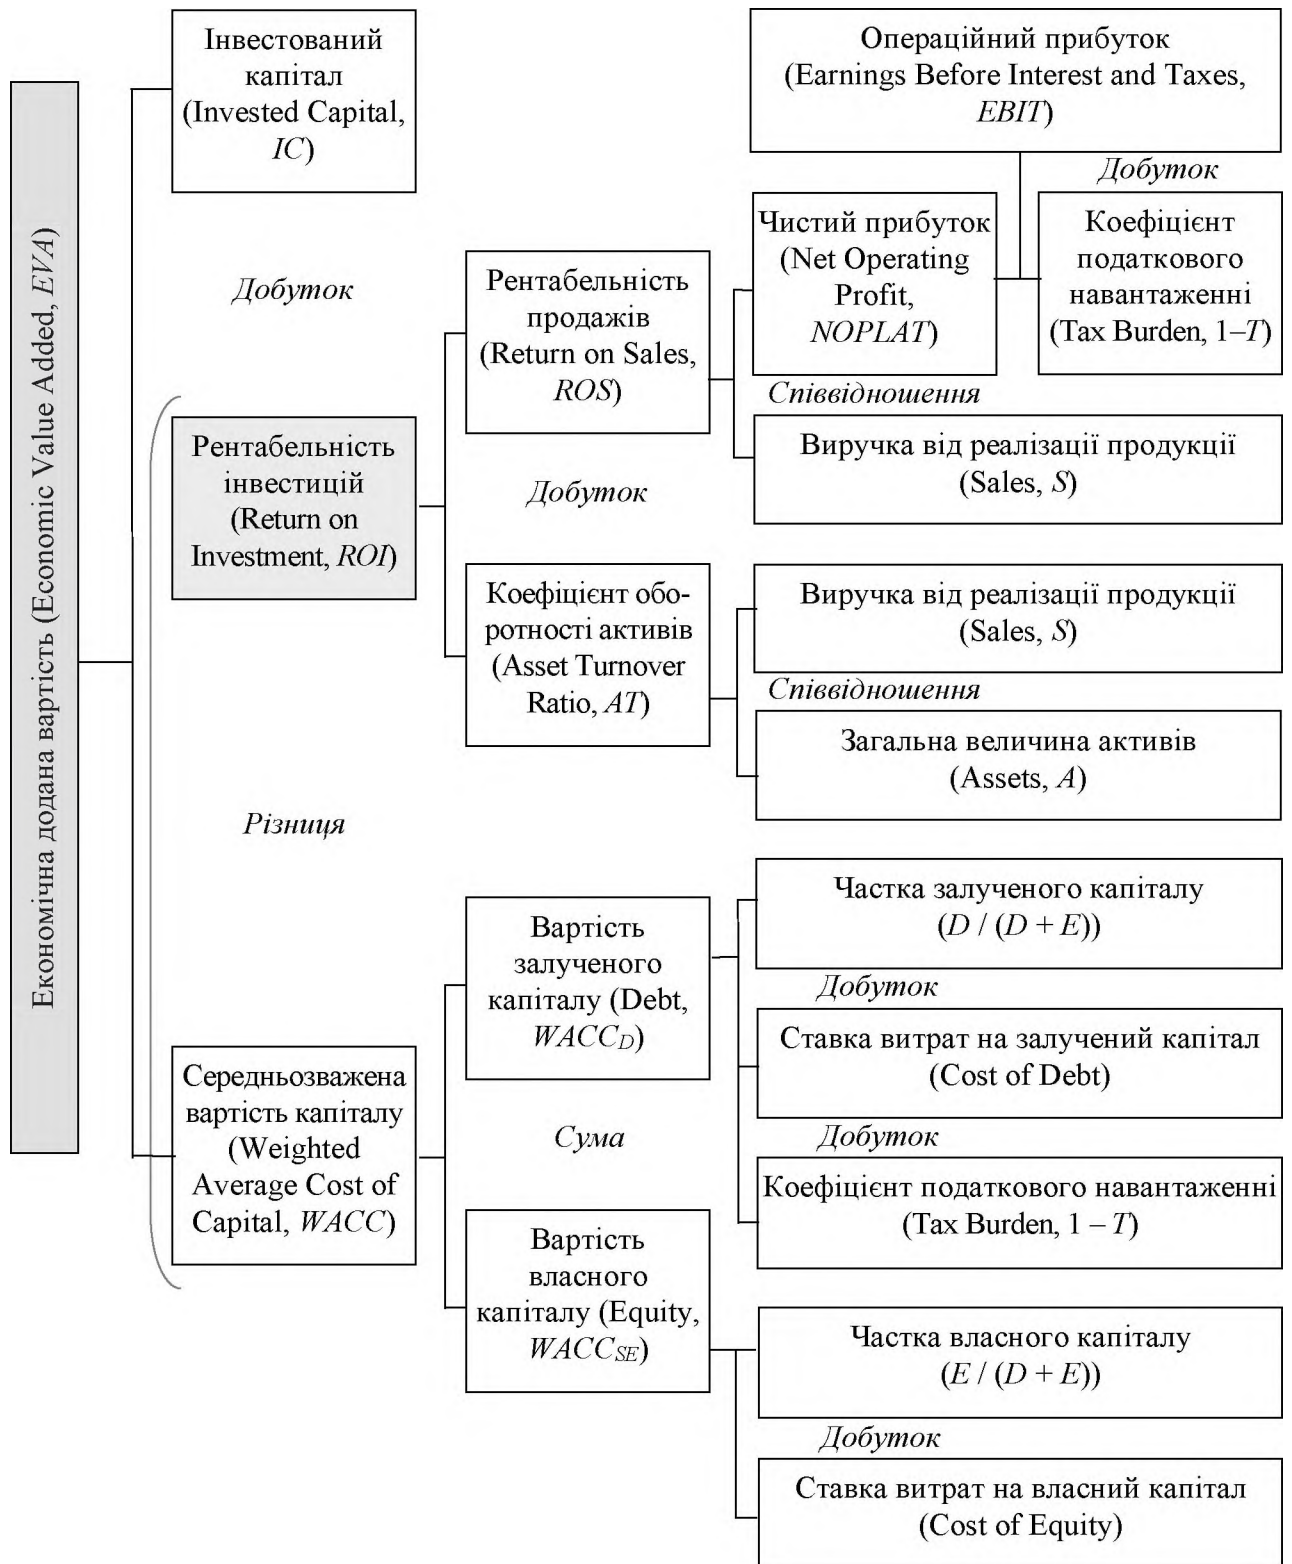 Економічна додана вартість (Economic Value Added, EVA)
Інвестований
капітал
(Invested Capital,
IC)
Добуток
Рентабельність
інвестицій
(Return on
Investment, ROI)
Різниця
Середньозважена
вартість капіталу
(Weighted
Average Cost of
Capital, WACC)
Рентабельність
продажів
(Return on Sales,
ROS)
Добуток
Коефіцієнт обо-
ротності активів
(Asset Turnover
Ratio, AT)
Вартість
залученого
капіталу (Debt,
WACC_D)
Сума
Вартість
власного
капіталу (Equity,
WACC_SE)
Операційний прибуток
(Earnings Before Interest and Taxes,
EBIT)
Добуток
Чистий прибуток
(Net Operating
Profit,
NOPLAT)
Коефіцієнт
податкового
навантаженні
(Tax Burden, 1–T)
Співвідношення
Виручка від реалізації продукції
(Sales, S)
Виручка від реалізації продукції
(Sales, S)
Співвідношення
Загальна величина активів
(Assets, A)
Частка залученого капіталу
(D / (D + E))
Добуток
Ставка витрат на залучений капітал
(Cost of Debt)
Добуток
Коефіцієнт податкового навантаженні
(Tax Burden, 1 – T)
Частка власного капіталу
(E / (D + E))
Добуток
Ставка витрат на власний капітал
(Cost of Equity)